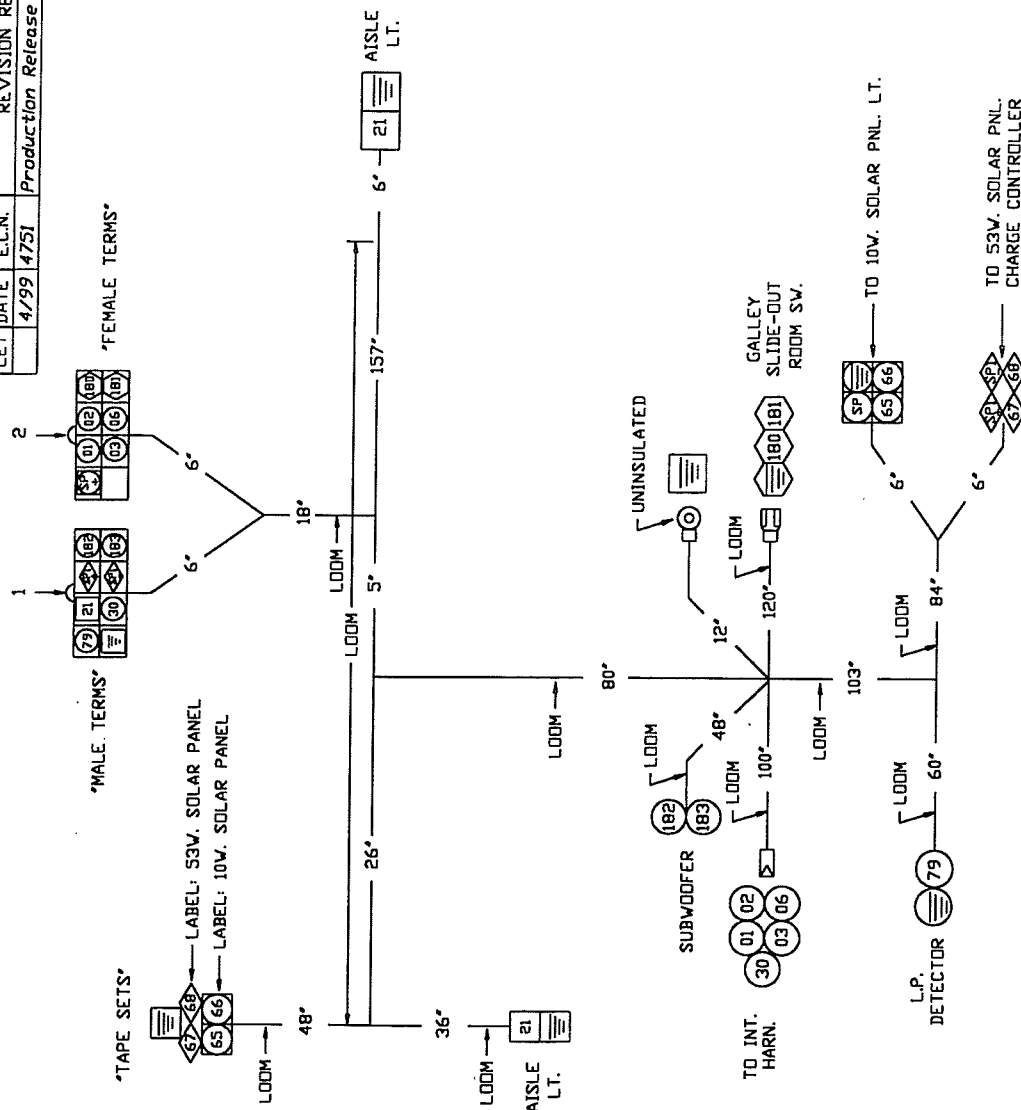 LET DATE E.C.N. REVISION RE
4/99 4751 Production Release
1
2
"MALE TERMS"
"FEMALE TERMS"
79 21 SP1 182
30 SP1 183
SP+ 01 02 180
03 06 181
6"
6"
18"
LOOM
LOOM
AISLE
LT.
21
6"
157"
5"
26"
"TAPE SETS"
67 68
65 66
LABEL: 53W. SOLAR PANEL
LABEL: 10W. SOLAR PANEL
LOOM
48"
36"
LOOM
21
AISLE
LT.
80"
LOOM
UNINSULATED
12"
GALLEY
SLIDE-OUT
ROOM SW.
180 181
LOOM
120"
LOOM
48"
182
183
SUBWOOFER
LOOM
100"
01 02
30 03 06
TO INT.
HARN.
LOOM
103"
LOOM
84"
6"
6"
SP
65 66
TO 10W. SOLAR PNL. LT.
SP1+ SP1-
67 68
TO 53W. SOLAR PNL.
CHARGE CONTROLLER
LOOM
60"
79
L.P.
DETECTOR